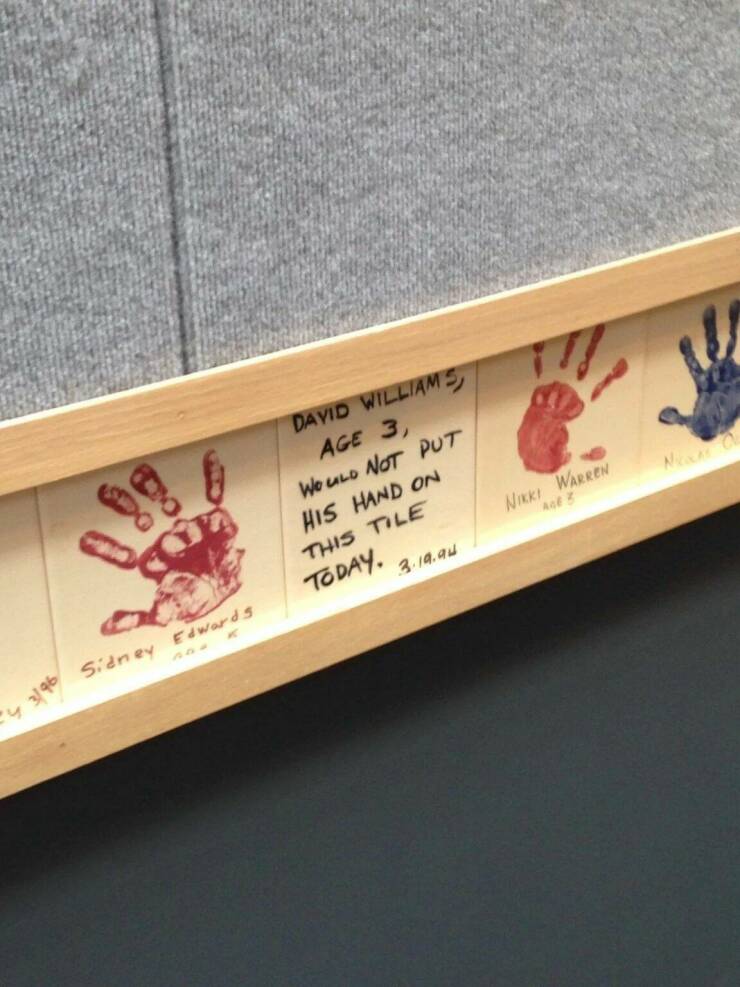 3/96
Sidney Edwards
DAVID WILLIAMS,
AGE 3,
WOULD NOT PUT
HIS HAND ON
THIS TILE
TODAY. 3.19.94
NIKKI WARREN
AGE 3